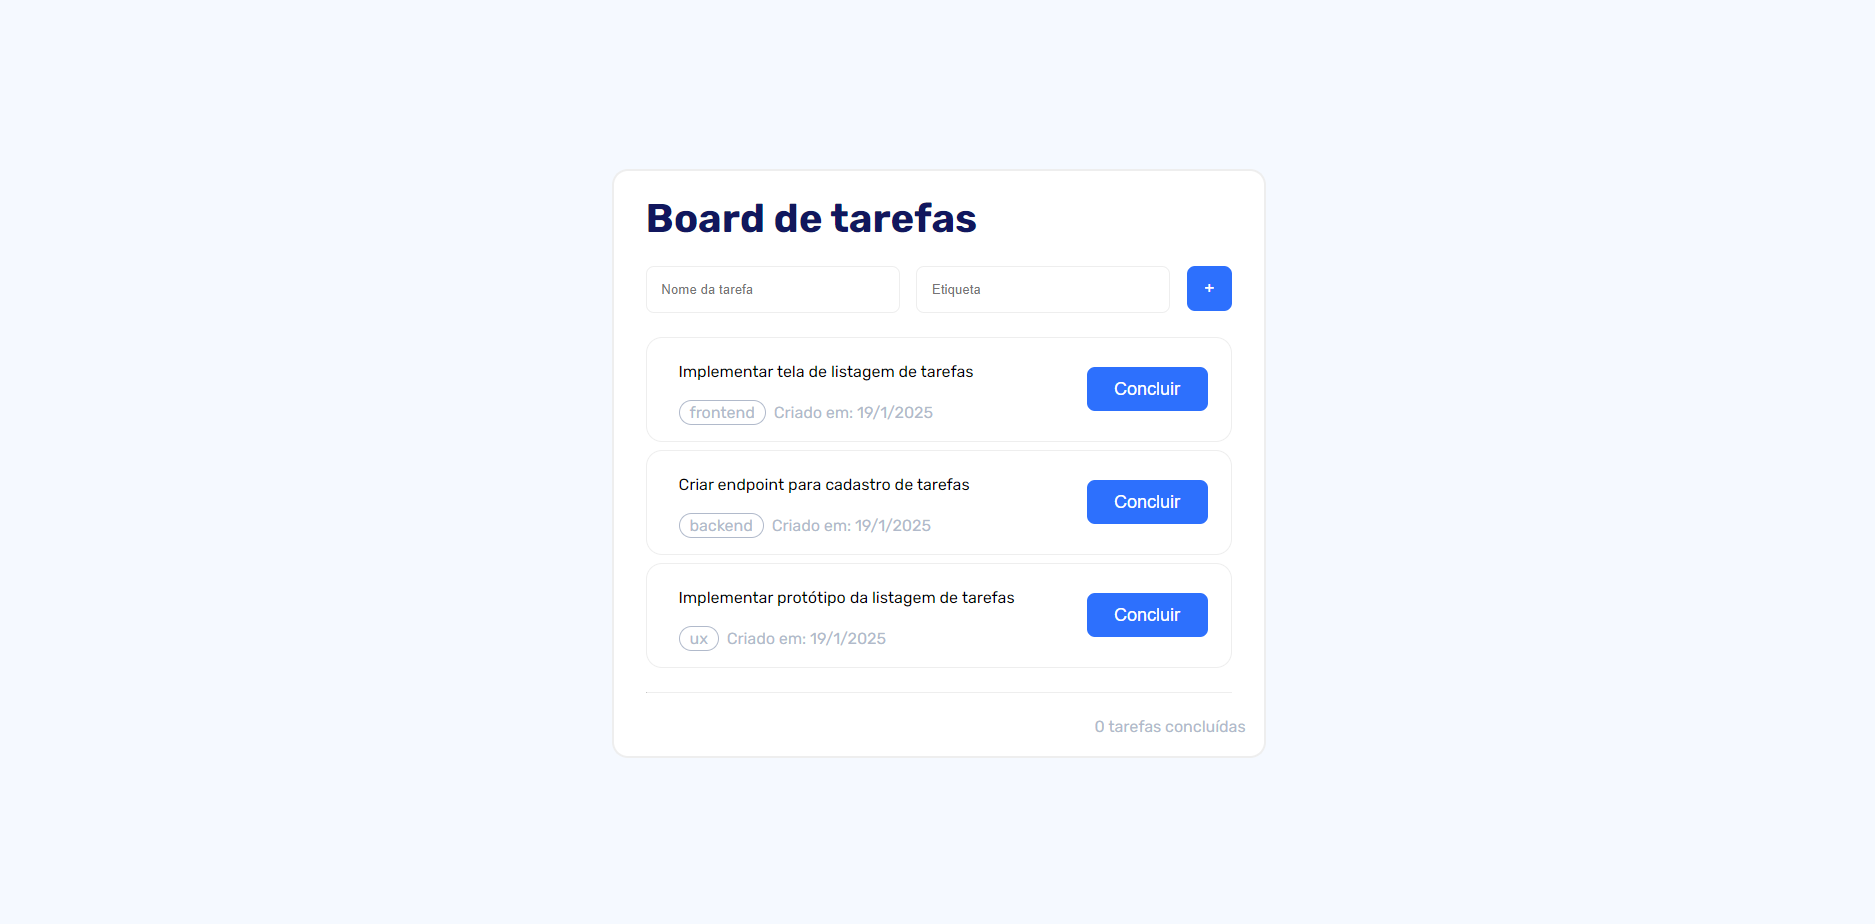 Board de tarefas
Nome da tarefa
Etiqueta
+
Implementar tela de listagem de tarefas
Concluir
frontend Criado em: 19/1/2025
Criar endpoint para cadastro de tarefas
Concluir
backend Criado em: 19/1/2025
Implementar protótipo da listagem de tarefas
Concluir
ux Criado em: 19/1/2025
0 tarefas concluídas